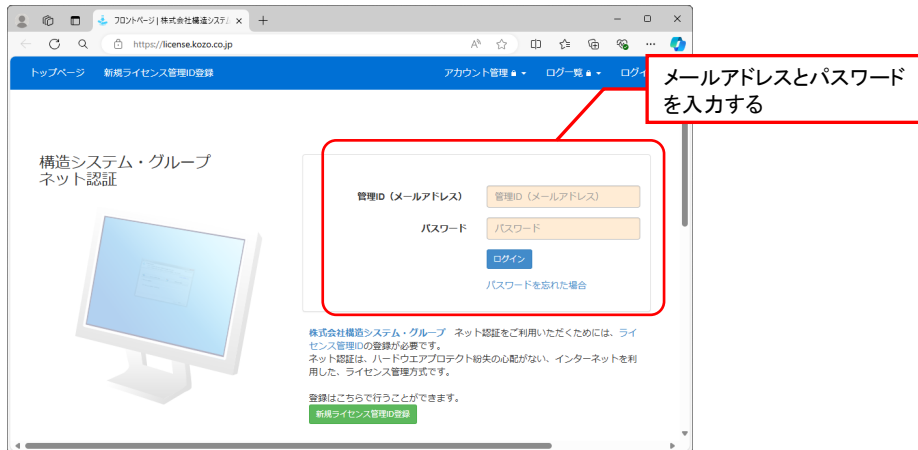 フロントページ | 株式会社構造システム
https://license.kozo.co.jp
トップページ 新規ライセンス管理ID登録 アカウント管理 ログ一覧 ログイ
メールアドレスとパスワード
を入力する
構造システム・グループ
ネット認証
管理ID（メールアドレス） 管理ID（メールアドレス）
パスワード パスワード
ログイン
パスワードを忘れた場合
株式会社構造システム・グループ ネット認証をご利用いただくためには、ライ
センス管理IDの登録が必要です。
ネット認証は、ハードウエアプロテクト紛失の心配がない、インターネットを利
用した、ライセンス管理方式です。
登録はこちらで行うことができます。
新規ライセンス管理ID登録